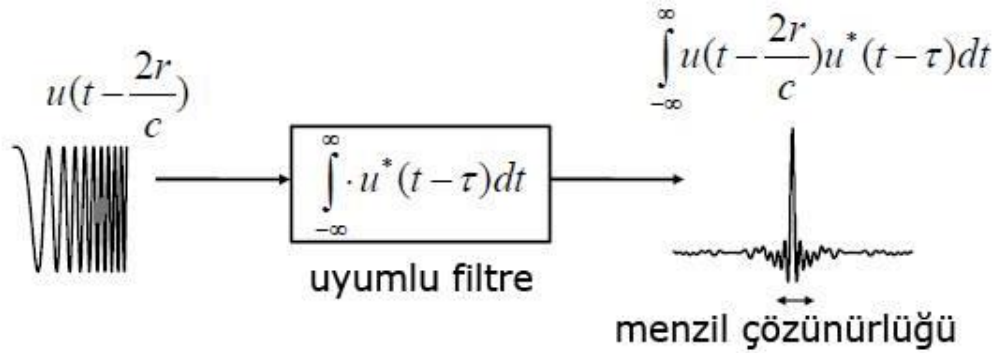 u(t − 2r/c)
∫_{-∞}^{∞} · u*(t − τ)dt
uyumlu filtre
∫_{-∞}^{∞} u(t − 2r/c)u*(t − τ)dt
menzil çözünürlüğü